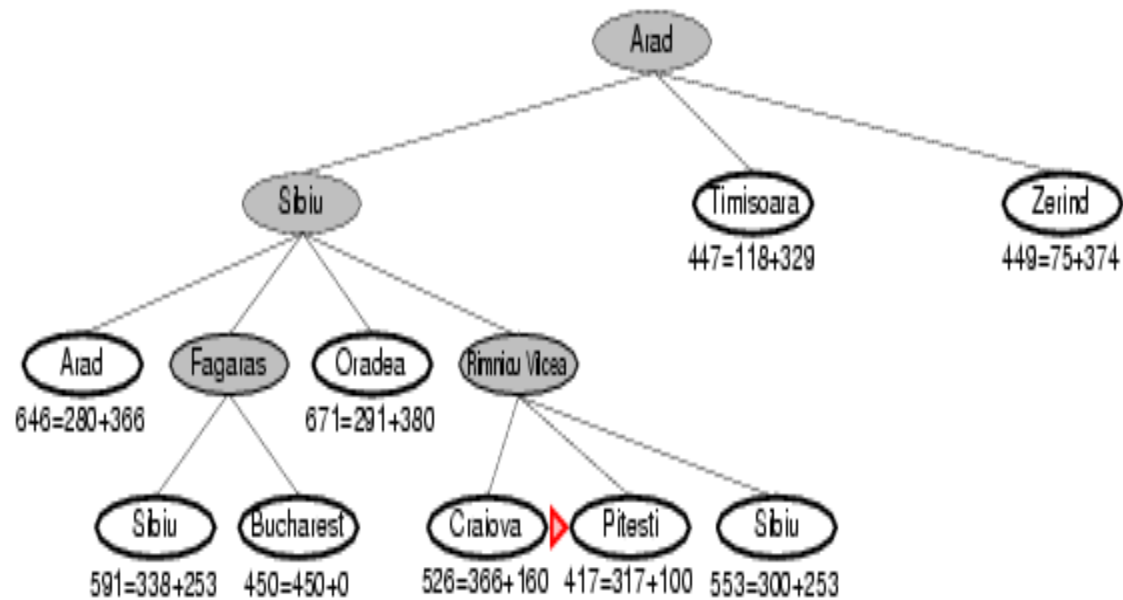 Arad
Sibiu
Timisoara
Zerind
447=118+329
449=75+374
Arad
Fagaras
Oradea
Rimnicu Vilcea
646=280+366
671=291+380
Sibiu
Bucharest
Craiova
Pitesti
Sibiu
591=338+253
450=450+0
526=366+160
417=317+100
553=300+253